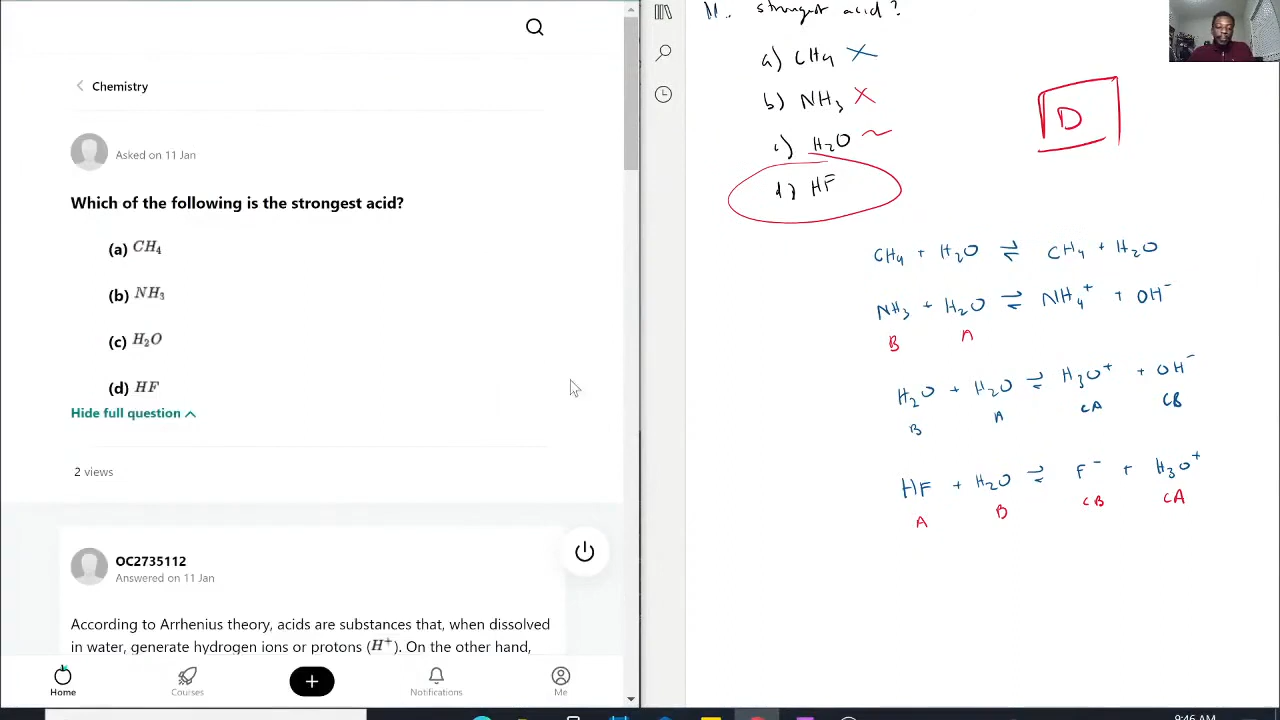 Chemistry
Asked on 11 Jan
Which of the following is the strongest acid?
(a) CH₄
(b) NH₃
(c) H₂O
(d) HF
Hide full question
2 views
OC2735112
Answered on 11 Jan
According to Arrhenius theory, acids are substances that, when dissolved
in water, generate hydrogen ions or protons (H⁺). On the other hand,
Home
Courses
Notifications
Me
strongest acid?
a) CH₄ X
b) NH₃ X
c) H₂O ~
d) HF
D
CH₄ + H₂O ⇌ CH₄ + H₂O
NH₃ + H₂O ⇌ NH₄⁺ + OH⁻
B A
H₂O + H₂O ⇌ H₃O⁺ + OH⁻
B A CA CB
HF + H₂O ⇌ F⁻ + H₃O⁺
A B CB CA
9:46 AM